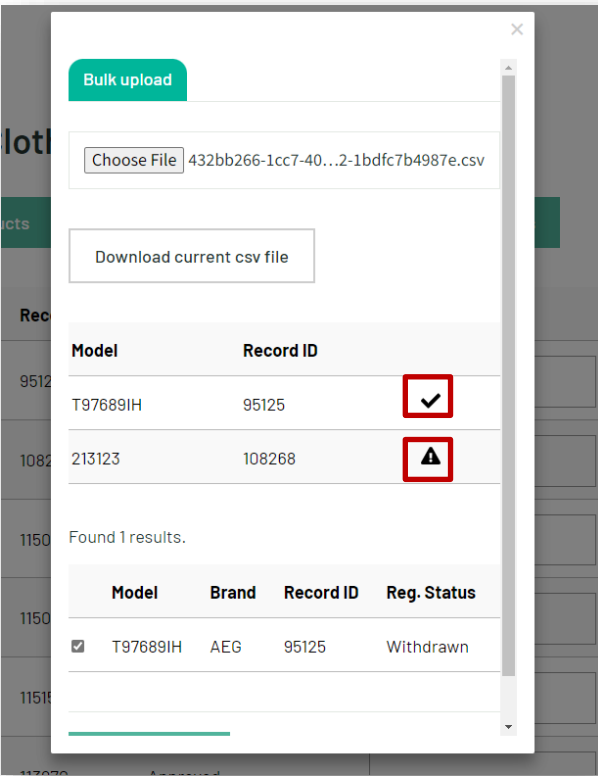 ×
Bulk upload
Choose File 432bb266-1cc7-40...2-1bdfc7b4987e.csv
Download current csv file
Model Record ID
T97689IH 95125
213123 108268
Found 1 results.
Model Brand Record ID Reg. Status
T97689IH AEG 95125 Withdrawn